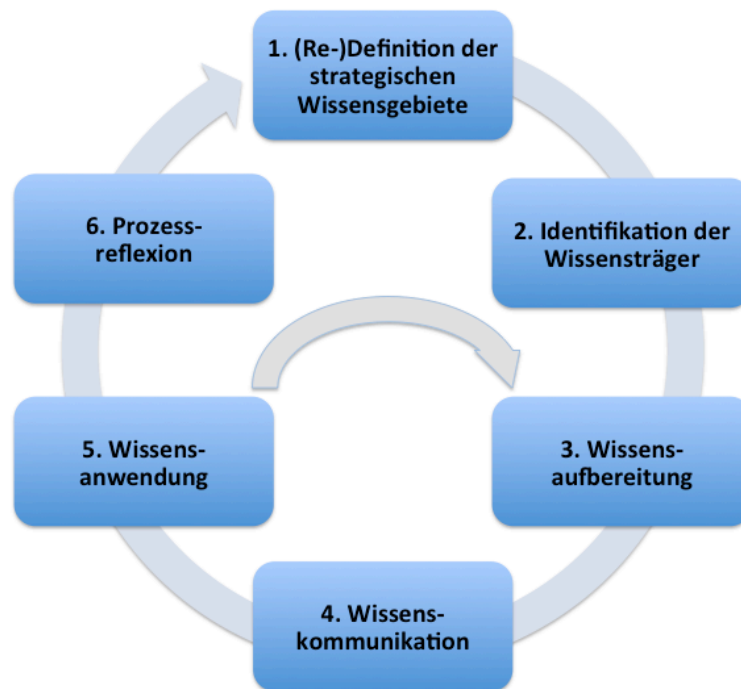 1. (Re-)Definition der
strategischen
Wissensgebiete
2. Identifikation der
Wissensträger
3. Wissens-
aufbereitung
4. Wissens-
kommunikation
5. Wissens-
anwendung
6. Prozess-
reflexion